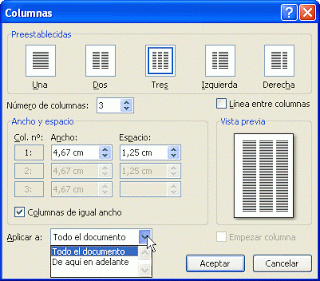 Columnas
Preestablecidas
Una Dos Tres Izquierda Derecha
Número de columnas: 3 Línea entre columnas
Ancho y espacio Vista previa
Col. nº: Ancho: Espacio:
1: 4,67 cm 1,25 cm
2: 4,67 cm 1,25 cm
3: 4,67 cm
Columnas de igual ancho
Aplicar a: Todo el documento Empezar columna
Todo el documento
De aquí en adelante
Aceptar Cancelar